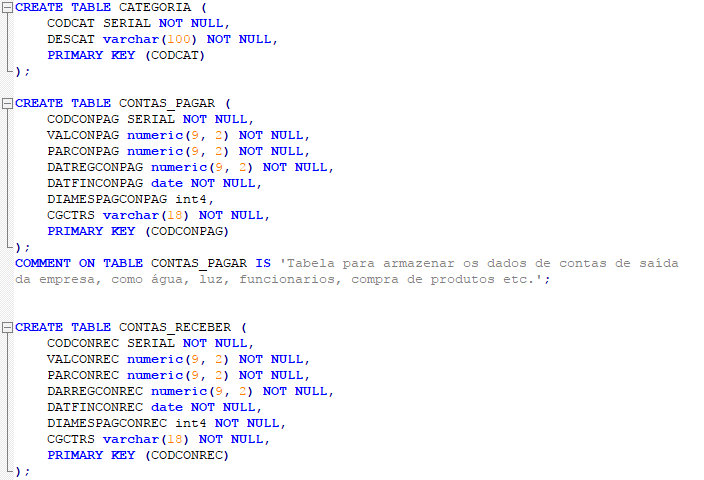 CREATE TABLE CATEGORIA (
    CODCAT SERIAL NOT NULL,
    DESCAT varchar(100) NOT NULL,
    PRIMARY KEY (CODCAT)
);
CREATE TABLE CONTAS_PAGAR (
    CODCONPAG SERIAL NOT NULL,
    VALCONPAG numeric(9, 2) NOT NULL,
    PARCONPAG numeric(9, 2) NOT NULL,
    DATREGCONPAG numeric(9, 2) NOT NULL,
    DATFINCONPAG date NOT NULL,
    DIAMESPAGCONPAG int4,
    CGCTRS varchar(18) NOT NULL,
    PRIMARY KEY (CODCONPAG)
);
COMMENT ON TABLE CONTAS_PAGAR IS 'Tabela para armazenar os dados de contas de saída
da empresa, como água, luz, funcionarios, compra de produtos etc.';
CREATE TABLE CONTAS_RECEBER (
    CODCONREC SERIAL NOT NULL,
    VALCONREC numeric(9, 2) NOT NULL,
    PARCONREC numeric(9, 2) NOT NULL,
    DARREGCONREC numeric(9, 2) NOT NULL,
    DATFINCONREC date NOT NULL,
    DIAMESPAGCONREC int4 NOT NULL,
    CGCTRS varchar(18) NOT NULL,
    PRIMARY KEY (CODCONREC)
);